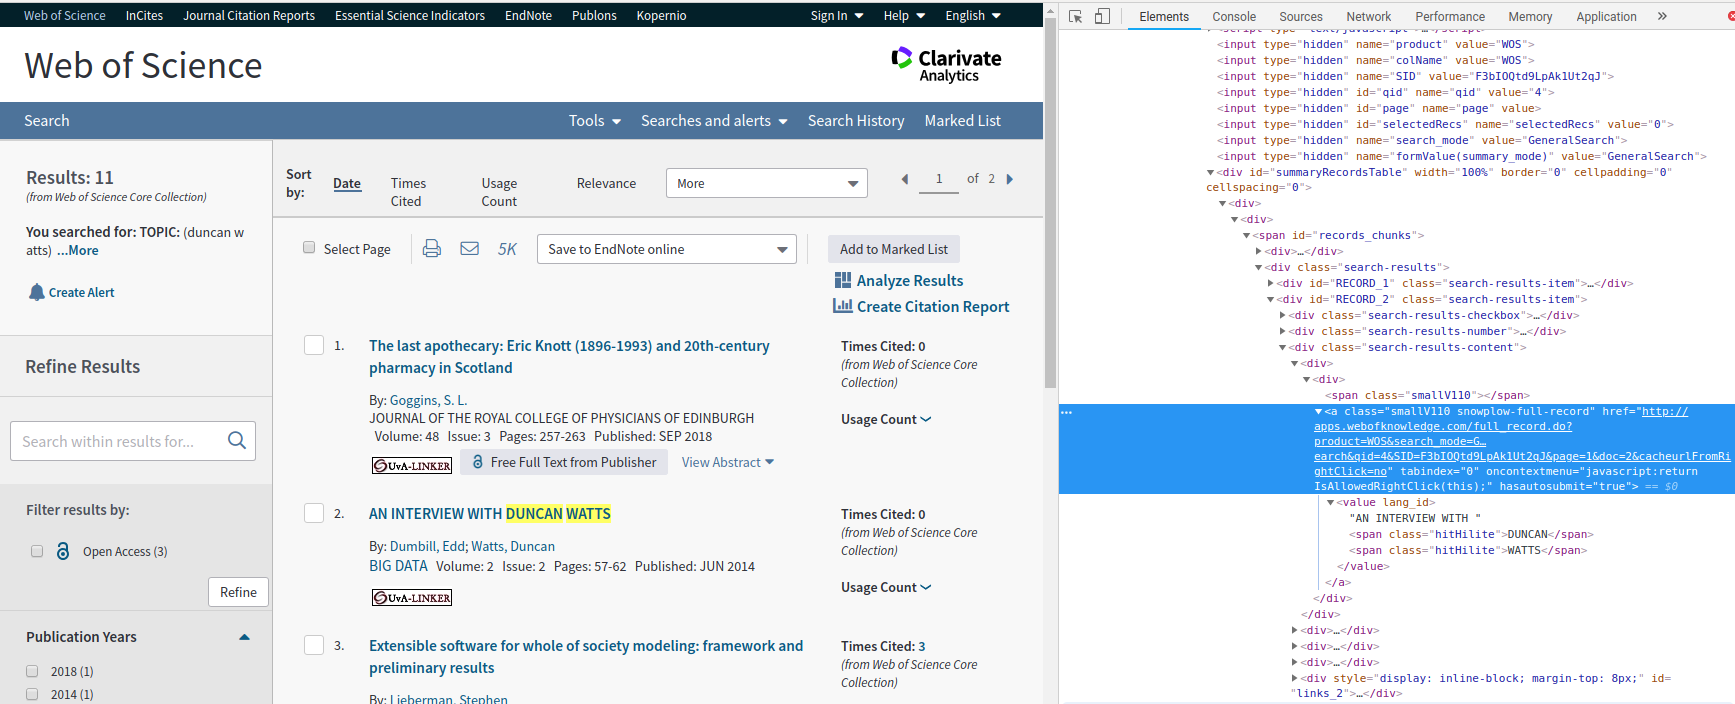 Web of Science InCites Journal Citation Reports Essential Science Indicators EndNote Publons Kopernio Sign In Help English
Web of Science
Clarivate
Analytics
Search Tools Searches and alerts Search History Marked List
Results: 11
(from Web of Science Core Collection)
You searched for: TOPIC: (duncan w
atts) ...More
Create Alert
Refine Results
Search within results for...
Filter results by:
Open Access (3)
Refine
Publication Years
2018 (1)
2014 (1)
Sort
by:
Date
Times
Cited
Usage
Count
Relevance
More
1 of 2
Select Page
5K
Save to EndNote online
Add to Marked List
Analyze Results
Create Citation Report
1. The last apothecary: Eric Knott (1896-1993) and 20th-century
pharmacy in Scotland
By: Goggins, S. L.
JOURNAL OF THE ROYAL COLLEGE OF PHYSICIANS OF EDINBURGH
Volume: 48 Issue: 3 Pages: 257-263 Published: SEP 2018
UvA-LINKER Free Full Text from Publisher View Abstract
Times Cited: 0
(from Web of Science Core
Collection)
Usage Count
2. AN INTERVIEW WITH DUNCAN WATTS
By: Dumbill, Edd; Watts, Duncan
BIG DATA Volume: 2 Issue: 2 Pages: 57-62 Published: JUN 2014
UvA-LINKER
Times Cited: 0
(from Web of Science Core
Collection)
Usage Count
3. Extensible software for whole of society modeling: framework and
preliminary results
By: Lieberman, Stephen
Times Cited: 3
(from Web of Science Core
Collection)
Elements Console Sources Network Performance Memory Application »
<script type="text/javascript">…</script>
<input type="hidden" name="product" value="WOS">
<input type="hidden" name="colName" value="WOS">
<input type="hidden" name="SID" value="F3bIOQtd9LpAk1Ut2qJ">
<input type="hidden" id="qid" name="qid" value="4">
<input type="hidden" id="page" name="page" value>
<input type="hidden" id="selectedRecs" name="selectedRecs" value="0">
<input type="hidden" name="search_mode" value="GeneralSearch">
<input type="hidden" name="formValue(summary_mode)" value="GeneralSearch">
<div id="summaryRecordsTable" width="100%" border="0" cellpadding="0"
cellspacing="0">
<div>
<div>
<span id="records_chunks">
<div>…</div>
<div class="search-results">
<div id="RECORD_1" class="search-results-item">…</div>
<div id="RECORD_2" class="search-results-item">
<div class="search-results-checkbox">…</div>
<div class="search-results-number">…</div>
<div class="search-results-content">
<div>
<div>
<span class="smallV110"></span>
<a class="smallV110 snowplow-full-record" href="http://
apps.webofknowledge.com/full_record.do?
product=WOS&search_mode=G…
earch&qid=4&SID=F3bIOQtd9LpAk1Ut2qJ&page=1&doc=2&cacheurlFromRi
ghtClick=no" tabindex="0" oncontextmenu="javascript:return
IsAllowedRightClick(this);" hasautosubmit="true"> == $0
<value lang_id>
"AN INTERVIEW WITH "
<span class="hitHilite">DUNCAN</span>
<span class="hitHilite">WATTS</span>
</value>
</a>
</div>
</div>
<div>…</div>
<div>…</div>
<div>…</div>
<div style="display: inline-block; margin-top: 8px;" id=
"links_2">…</div>